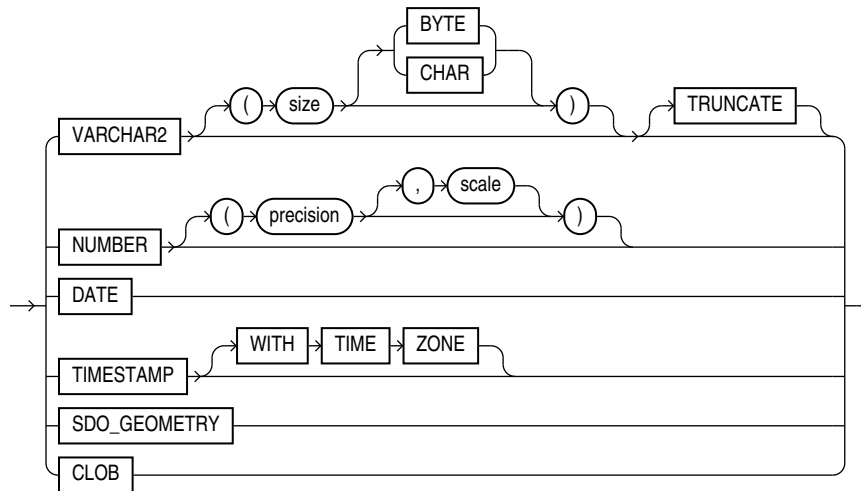 BYTE
( size CHAR )
VARCHAR2 TRUNCATE
( precision , scale )
NUMBER
DATE
WITH TIME ZONE
TIMESTAMP
SDO_GEOMETRY
CLOB